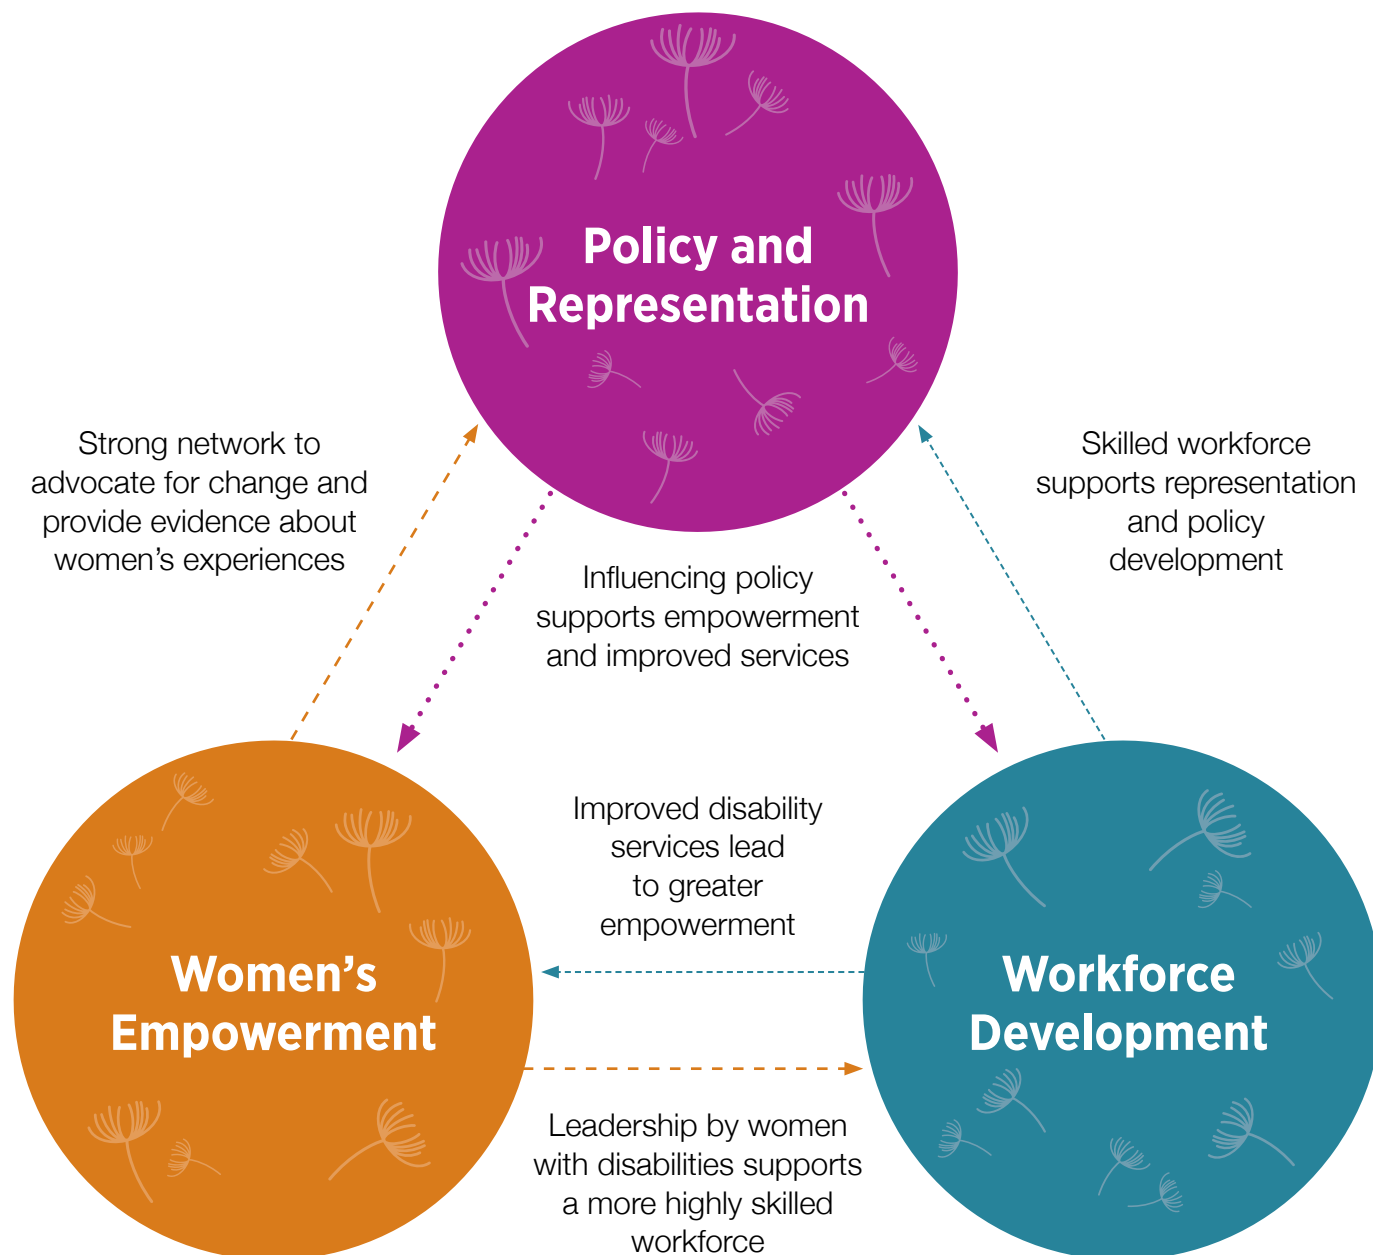 Policy and
Representation
Strong network to
advocate for change and
provide evidence about
women’s experiences
Skilled workforce
supports representation
and policy
development
Influencing policy
supports empowerment
and improved services
Improved disability
services lead
to greater
empowerment
Women’s
Empowerment
Workforce
Development
Leadership by women
with disabilities supports
a more highly skilled
workforce